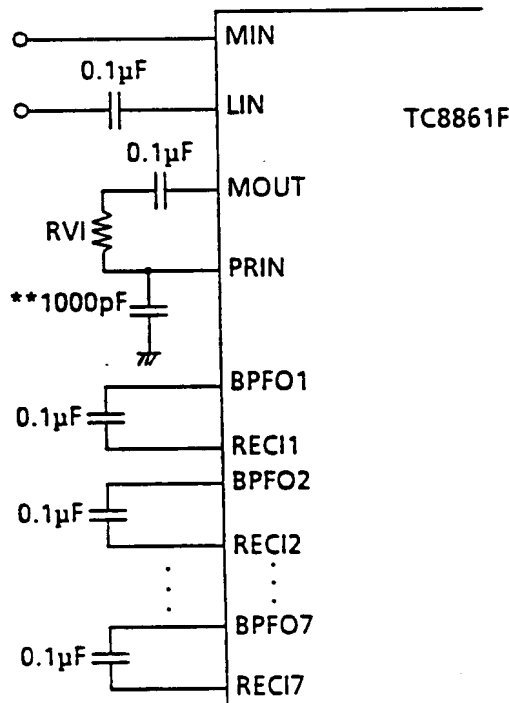 MIN
0.1μF
LIN
TC8861F
0.1μF
MOUT
RVI
PRIN
**1000pF
BPFO1
0.1μF
RECI1
BPFO2
0.1μF
RECI2
BPFO7
0.1μF
RECI7